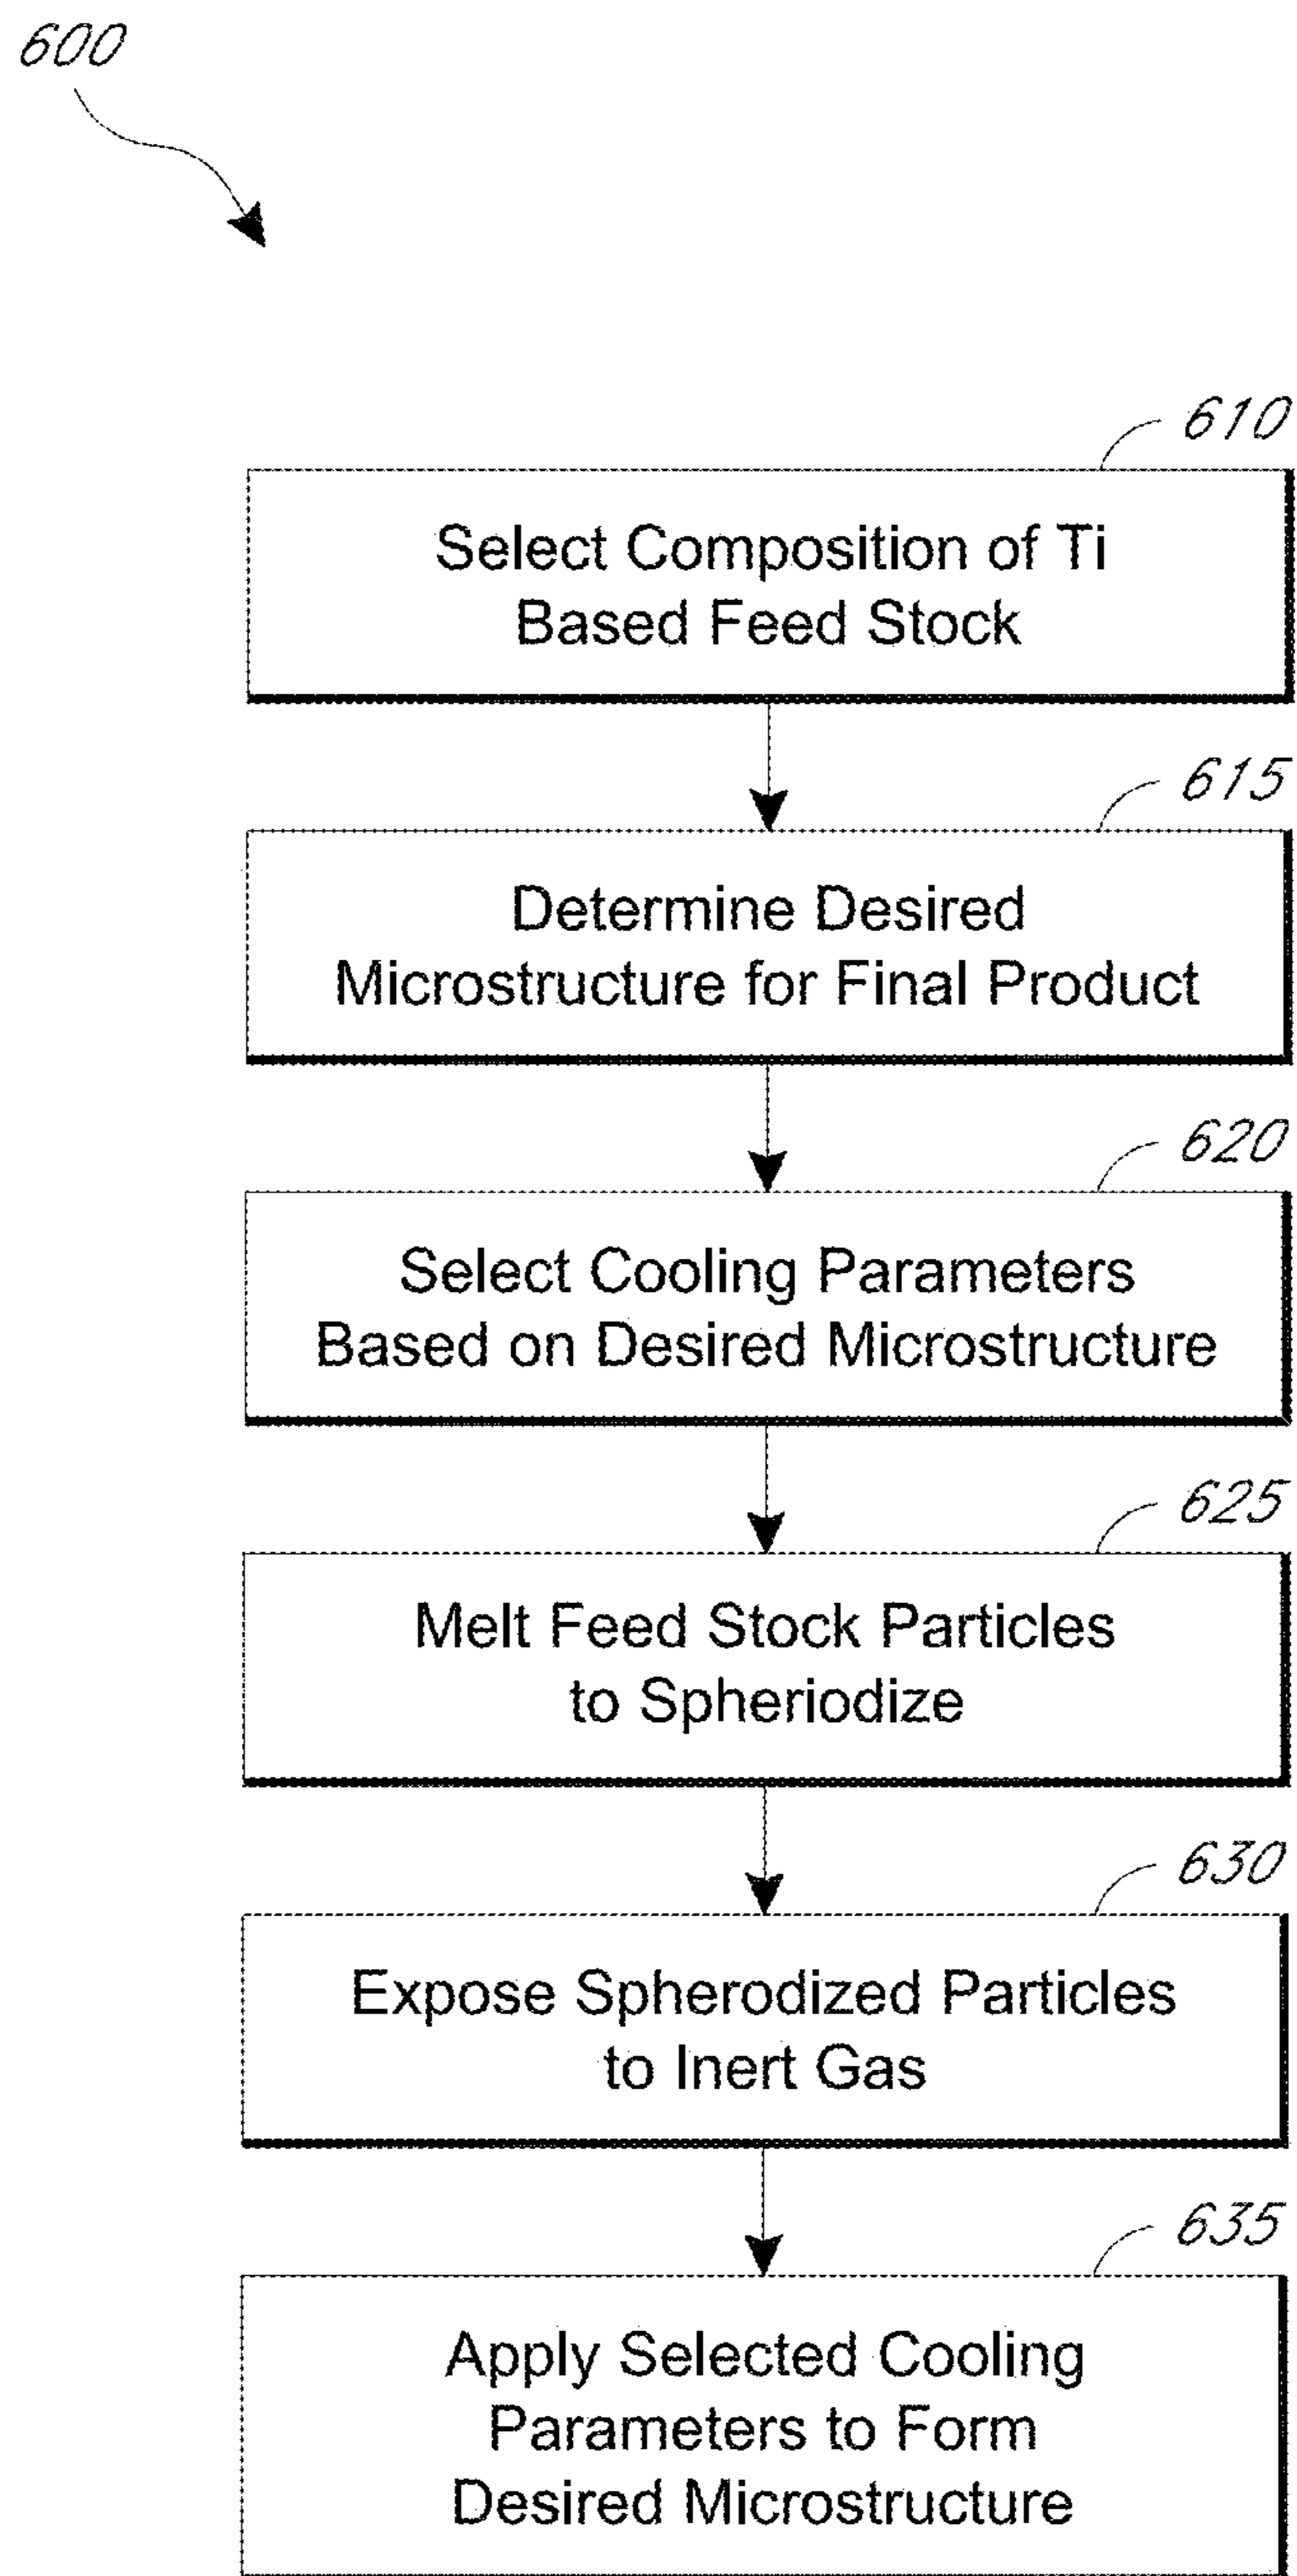 600
610
Select Composition of Ti
Based Feed Stock
615
Determine Desired
Microstructure for Final Product
620
Select Cooling Parameters
Based on Desired Microstructure
625
Melt Feed Stock Particles
to Spheriodize
630
Expose Spherodized Particles
to Inert Gas
635
Apply Selected Cooling
Parameters to Form
Desired Microstructure